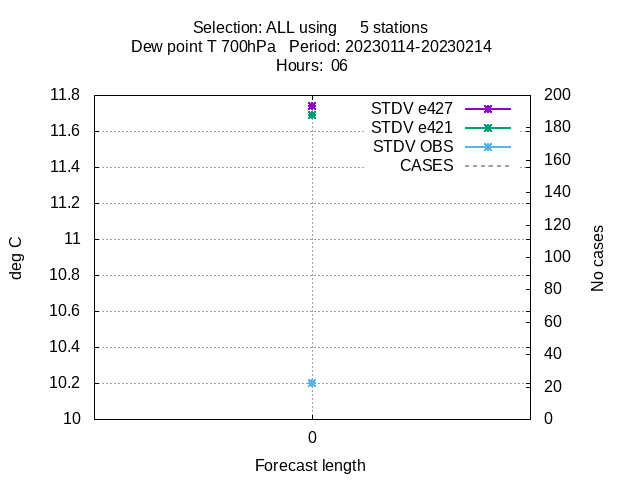 Selection: ALL using     5 stations
Dew point T 700hPa   Period: 20230114-20230214
Hours:  06
STDV e427
STDV e421
STDV OBS
CASES
11.8
11.6
11.4
11.2
11
10.8
10.6
10.4
10.2
10
deg C
200
180
160
140
120
100
80
60
40
20
0
No cases
0
Forecast length